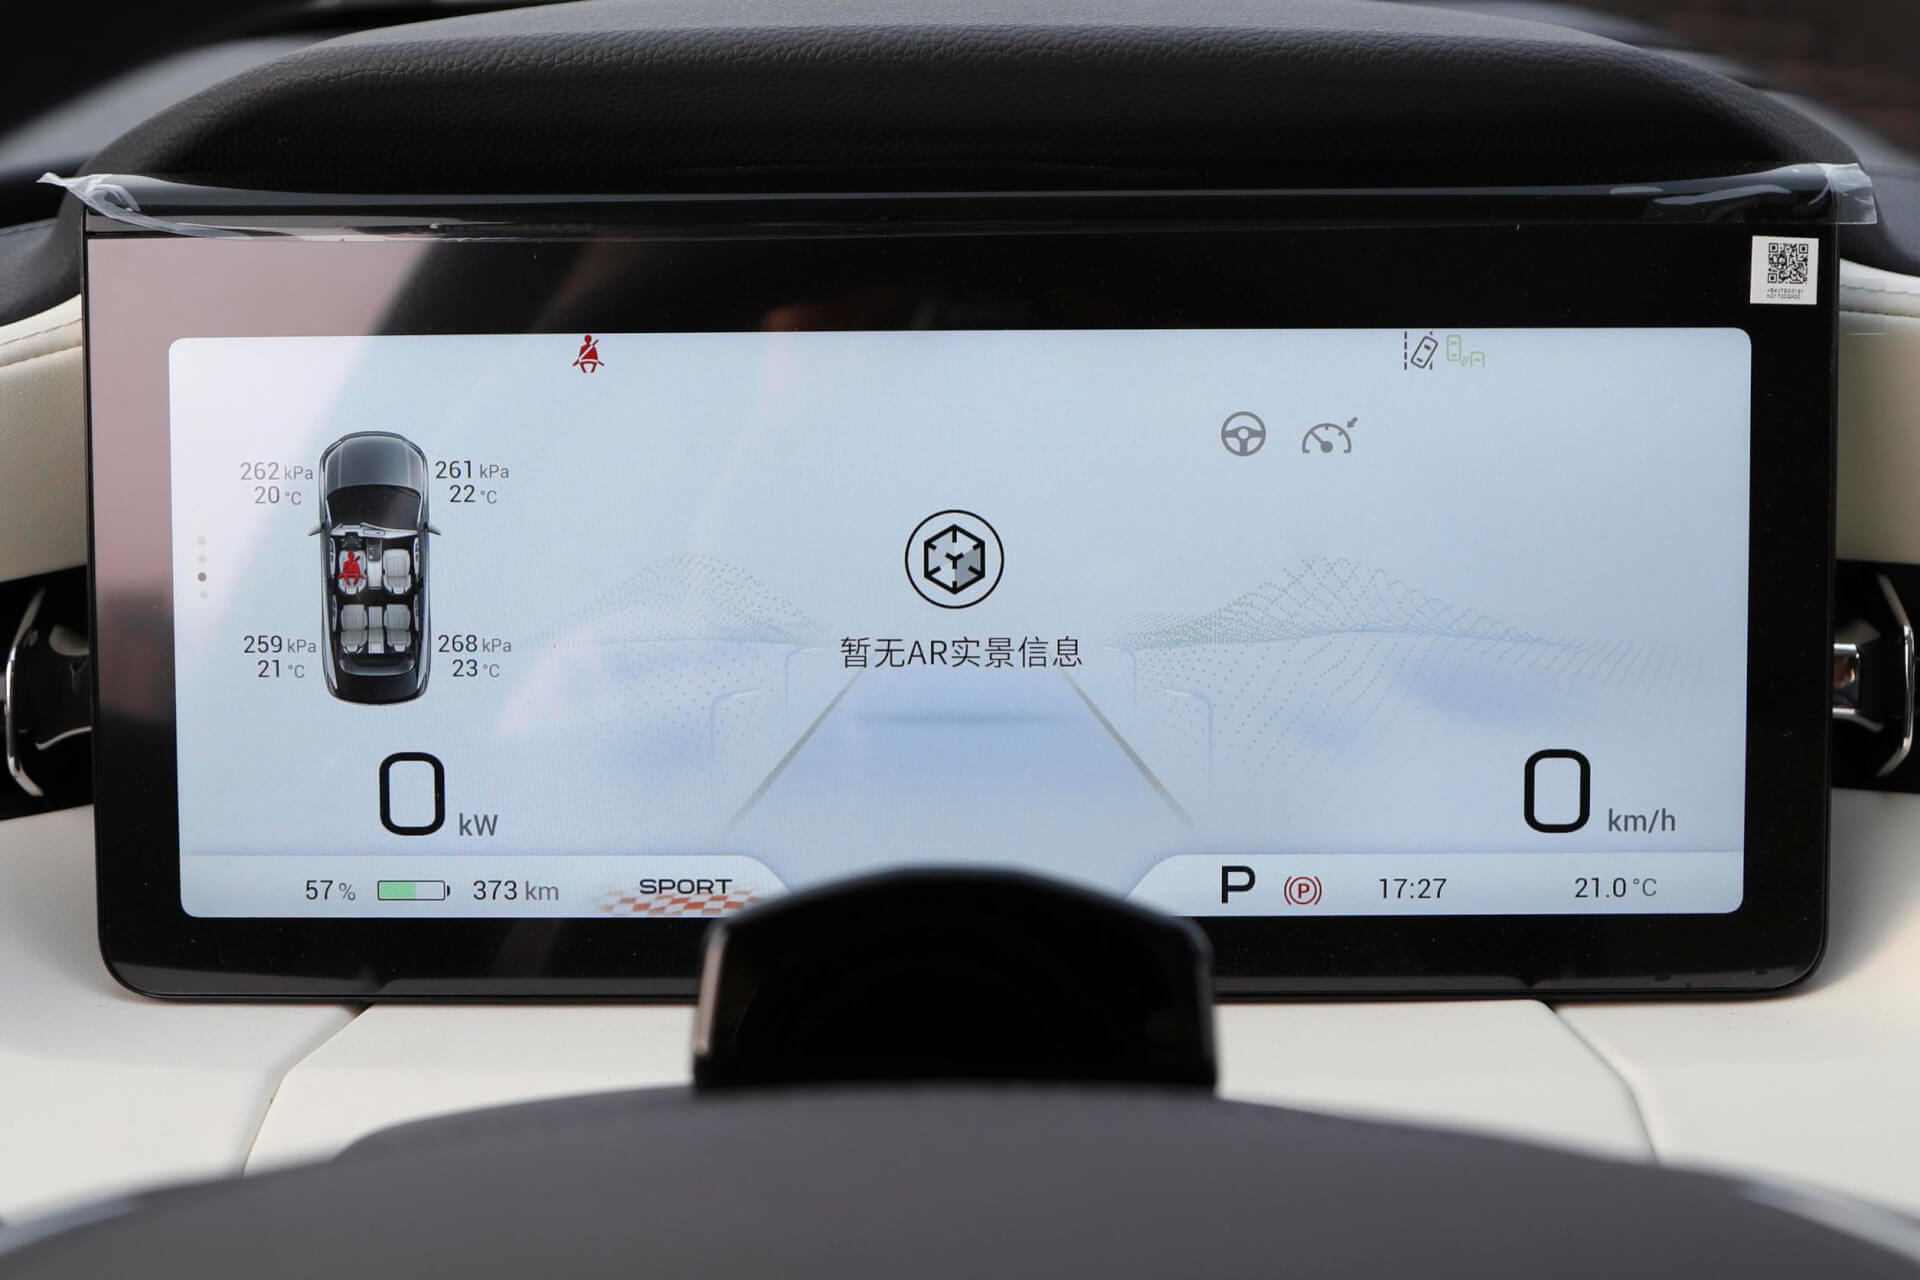 262 kPa
20 °C
261 kPa
22 °C
暂无AR实景信息
259 kPa
21 °C
268 kPa
23 °C
0 kW
0 km/h
57 %
373 km
SPORT
P
(P)
17:27
21.0 °C